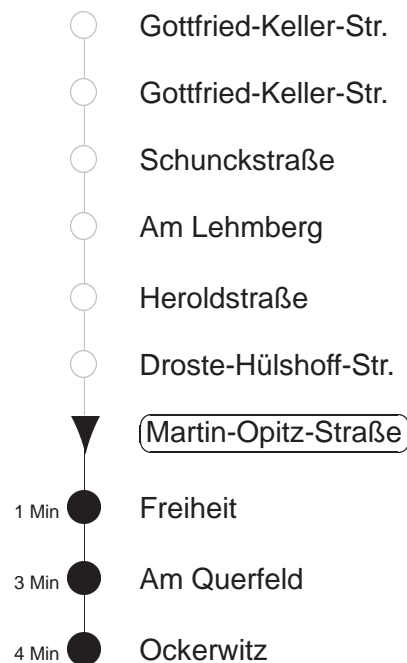 Gottfried-Keller-Str.
Gottfried-Keller-Str.
Schunckstraße
Am Lehmberg
Heroldstraße
Droste-Hülshoff-Str.
Martin-Opitz-Straße
1 Min Freiheit
3 Min Am Querfeld
4 Min Ockerwitz